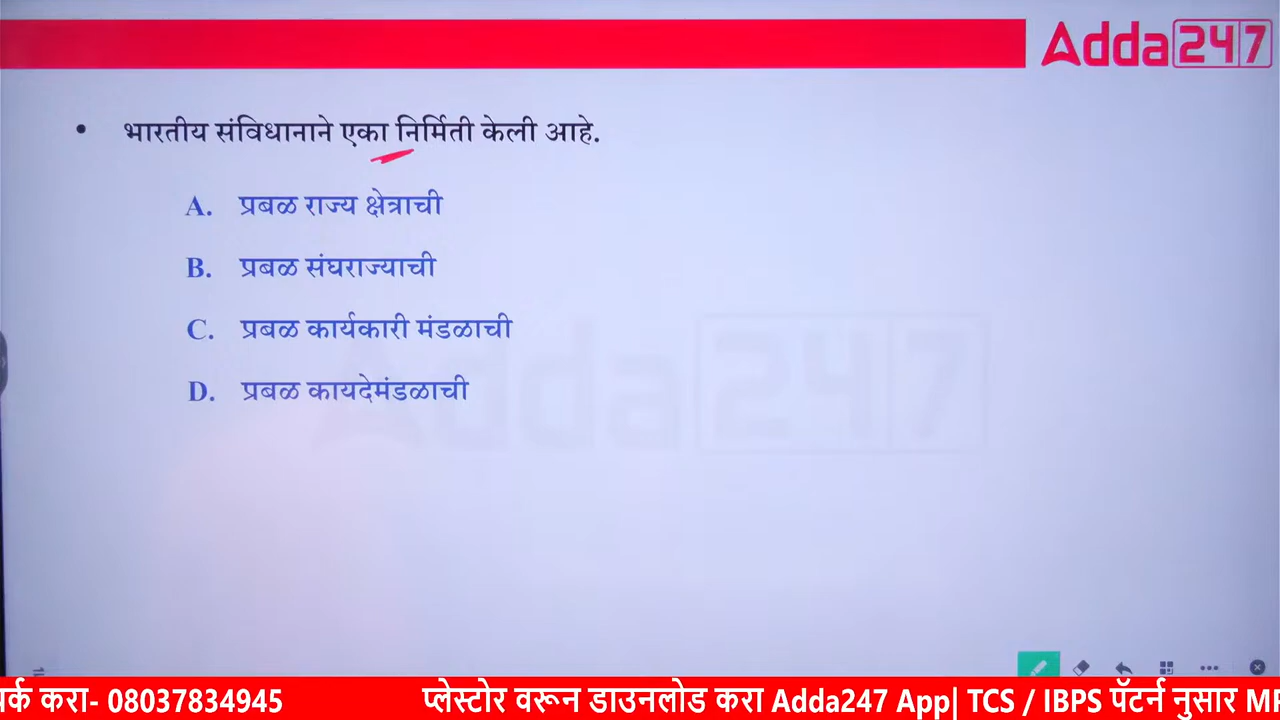 Adda247
• भारतीय संविधानाने एका निर्मिती केली आहे.
A. प्रबळ राज्य क्षेत्राची
B. प्रबळ संघराज्याची
C. प्रबळ कार्यकारी मंडळाची
D. प्रबळ कायदेमंडळाची
Adda247
र्क करा- 08037834945 प्लेस्टोर वरून डाउनलोड करा Adda247 App| TCS / IBPS पॅटर्न नुसार